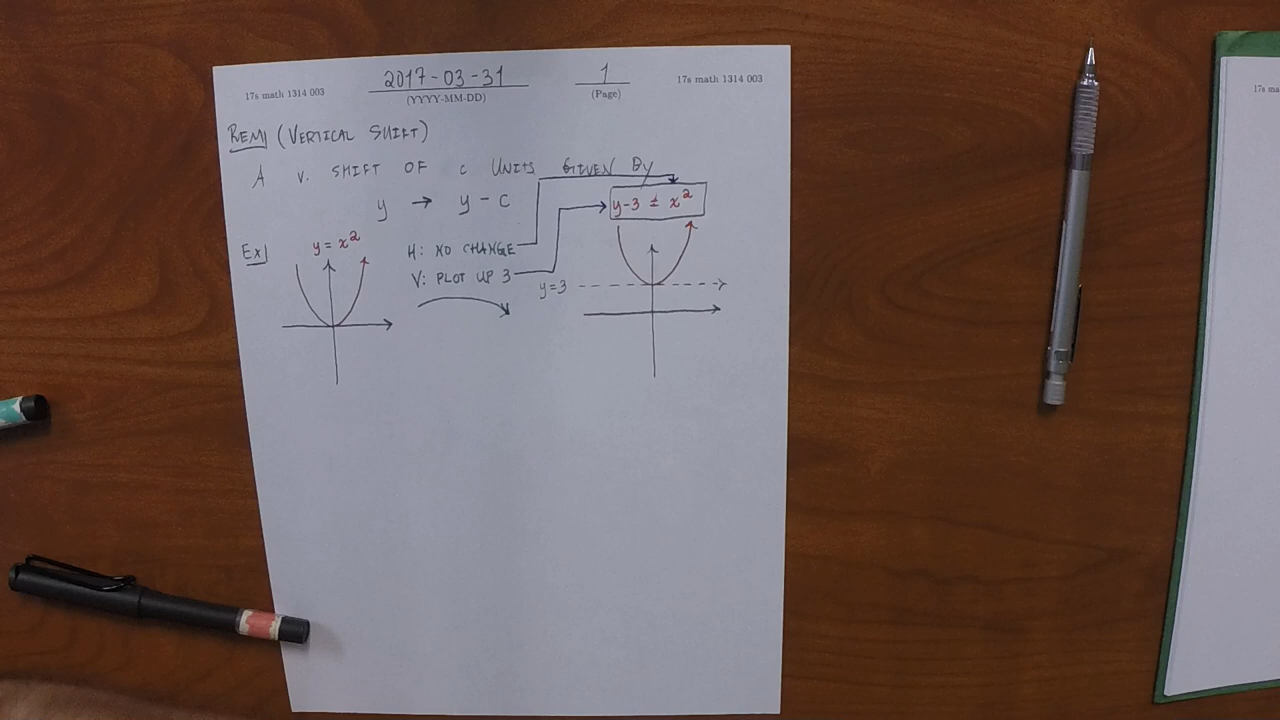 17s math 1314 003 2017-03-31 1 17s math 1314 003
(YYYY-MM-DD) (Page)
REM (VERTICAL SHIFT)
A V. SHIFT OF c UNITS GIVEN BY
y → y - c
y-3 = x²
Ex y = x²
H: NO CHANGE
V: PLOT UP 3
y=3
17s ma